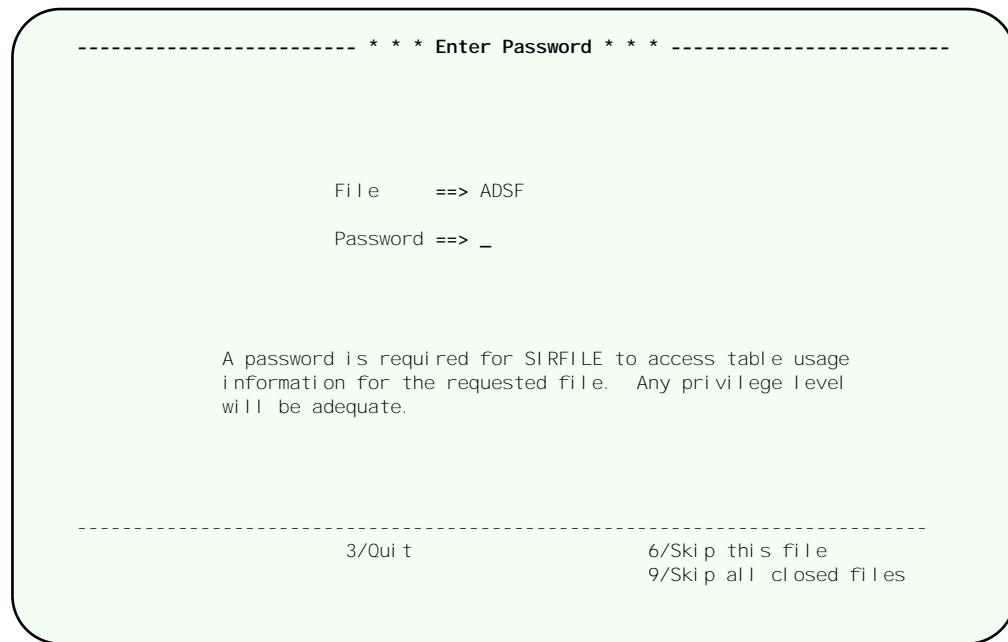 ------------------------- * * * Enter Password * * * -------------------------
File     ==> ADSF
Password ==> _
A password is required for SIRFILE to access table usage
information for the requested file.  Any privilege level
will be adequate.
----------------------------------------------------------------------------
3/Quit                     6/Skip this file
9/Skip all closed files